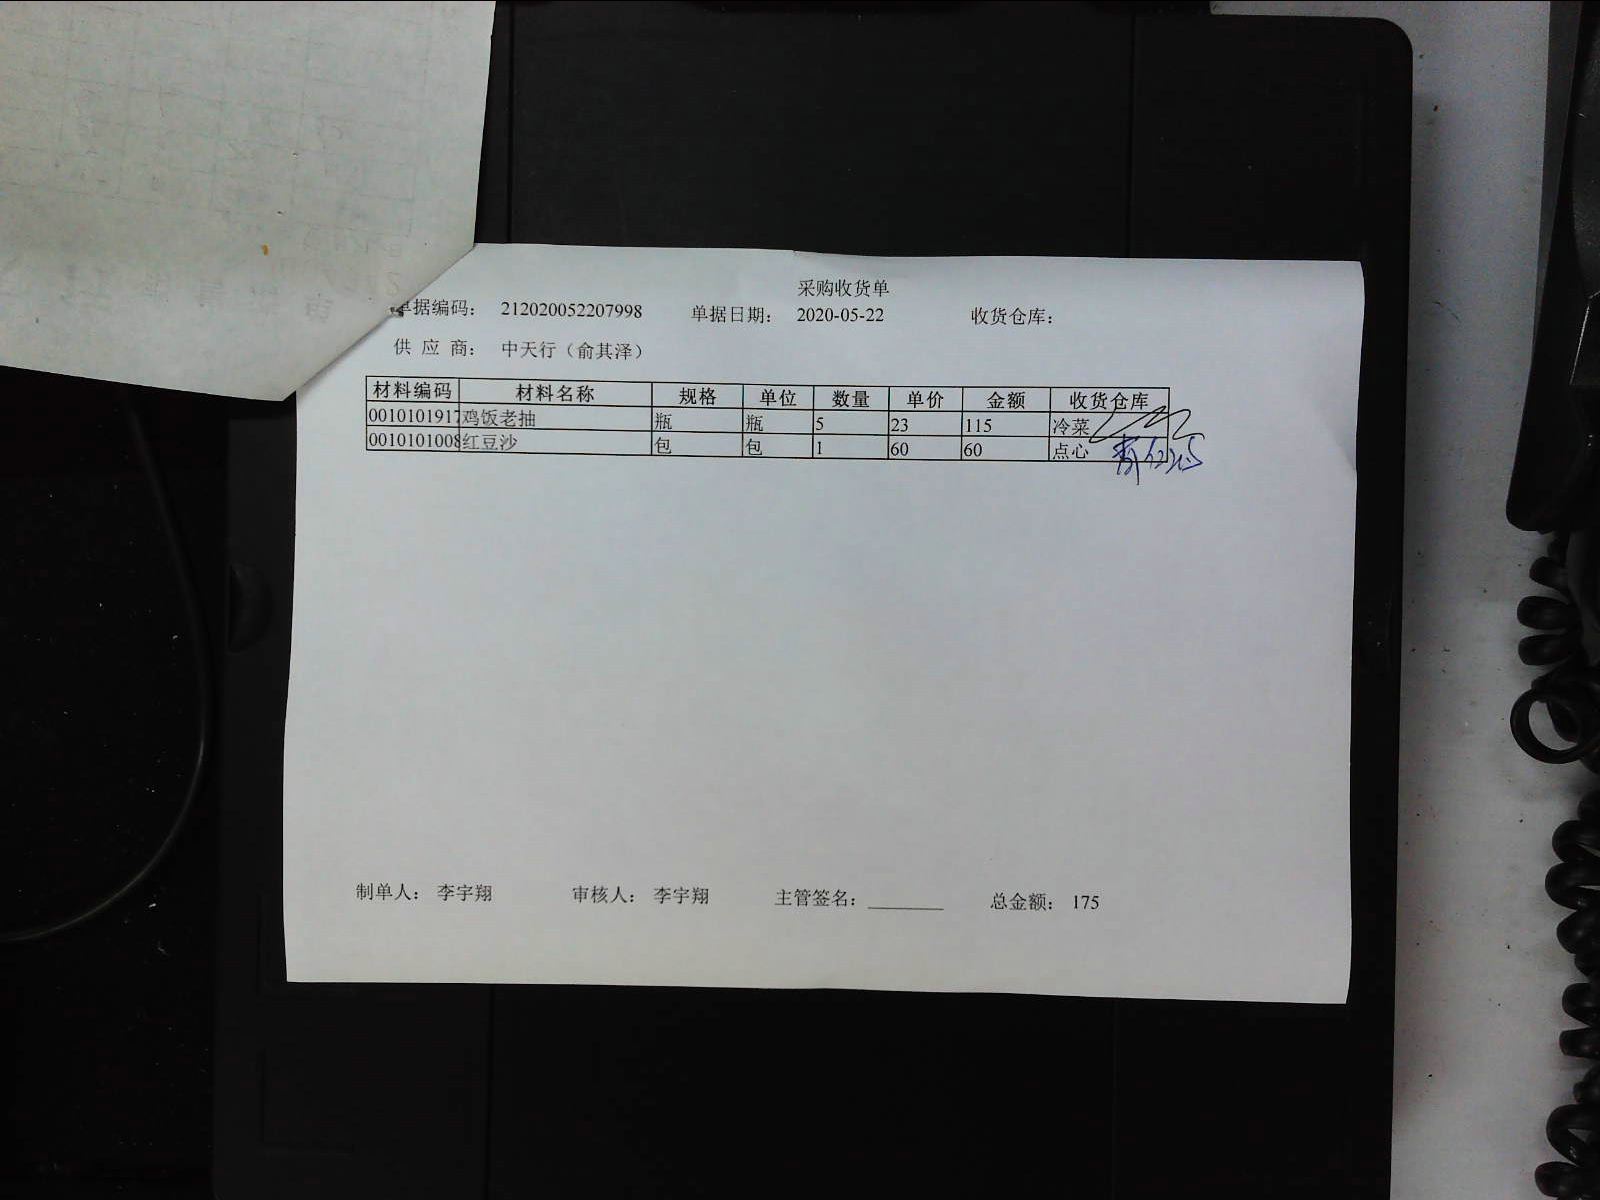 采购收货单
单据编码： 212020052207998 单据日期： 2020-05-22 收货仓库：
供 应 商： 中天行（俞其泽）
材料编码 材料名称 规格 单位 数量 单价 金额 收货仓库
0010101917 鸡饭老抽 瓶 瓶 5 23 115 冷菜
0010101008 红豆沙 包 包 1 60 60 点心
制单人： 李宇翔 审核人： 李宇翔 主管签名： ________ 总金额： 175